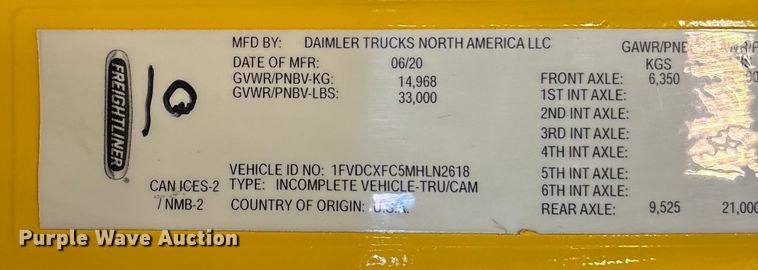 FREIGHTLINER
10
MFD BY: DAIMLER TRUCKS NORTH AMERICA LLC
DATE OF MFR: 06/20
GVWR/PNBV-KG: 14,968
GVWR/PNBV-LBS: 33,000
VEHICLE ID NO: 1FVDCXFC5MHLN2618
CAN ICES-2 TYPE: INCOMPLETE VEHICLE-TRU/CAM
/ NMB-2 COUNTRY OF ORIGIN: U.S.A.
GAWR/PNB
KGS
FRONT AXLE: 6,350
1ST INT AXLE:
2ND INT AXLE:
3RD INT AXLE:
4TH INT AXLE:
5TH INT AXLE:
6TH INT AXLE:
REAR AXLE: 9,525 21,000
Purple Wave Auction